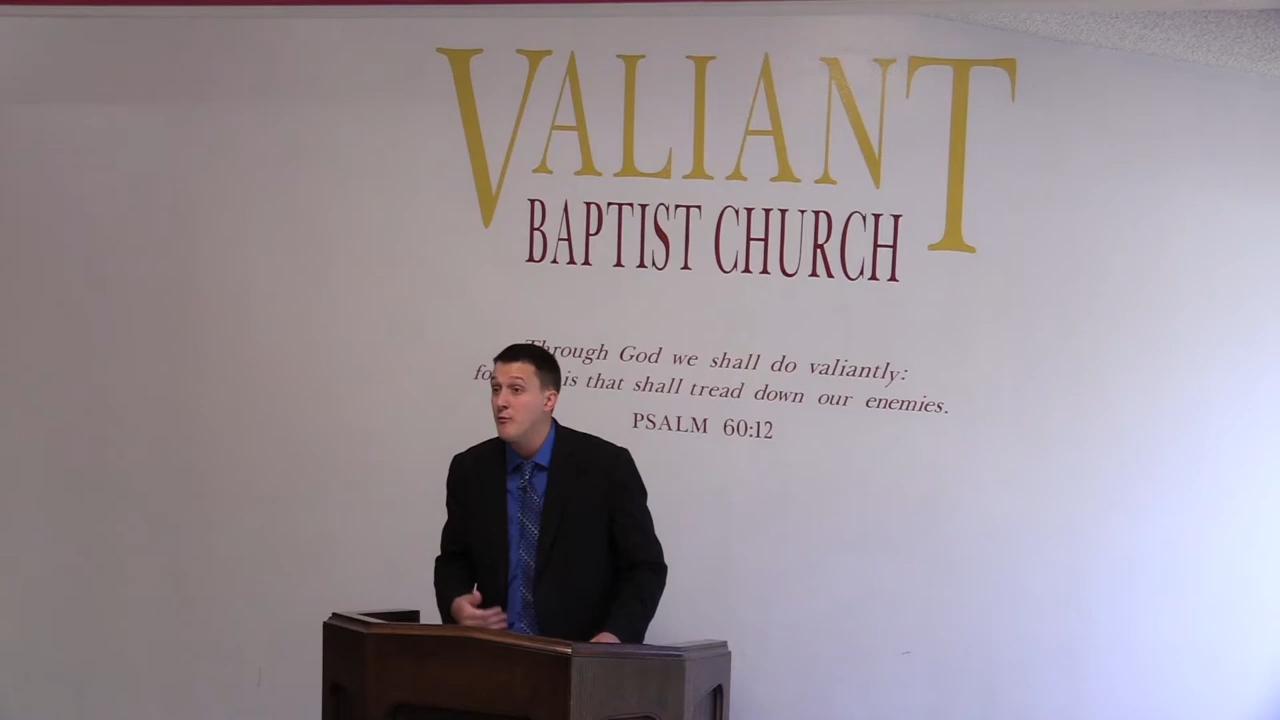 VALIANT
BAPTIST CHURCH
Through God we shall do valiantly:
is that shall tread down our enemies.
PSALM 60:12